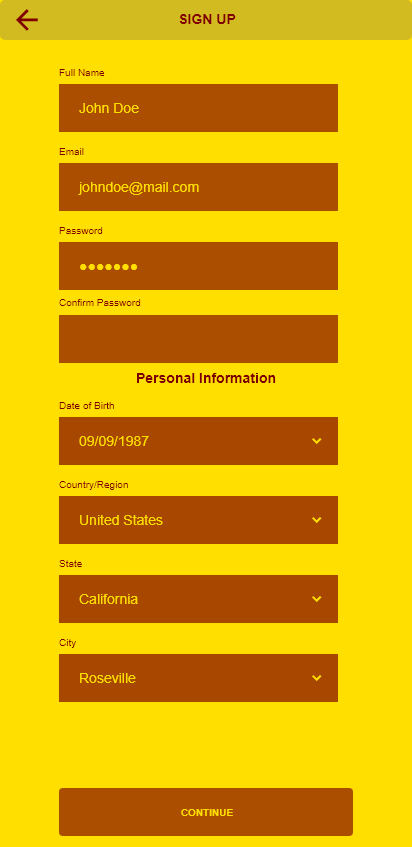 SIGN UP
Full Name
John Doe
Email
johndoe@mail.com
Password
●●●●●●●
Confirm Password
Personal Information
Date of Birth
09/09/1987
Country/Region
United States
State
California
City
Roseville
CONTINUE